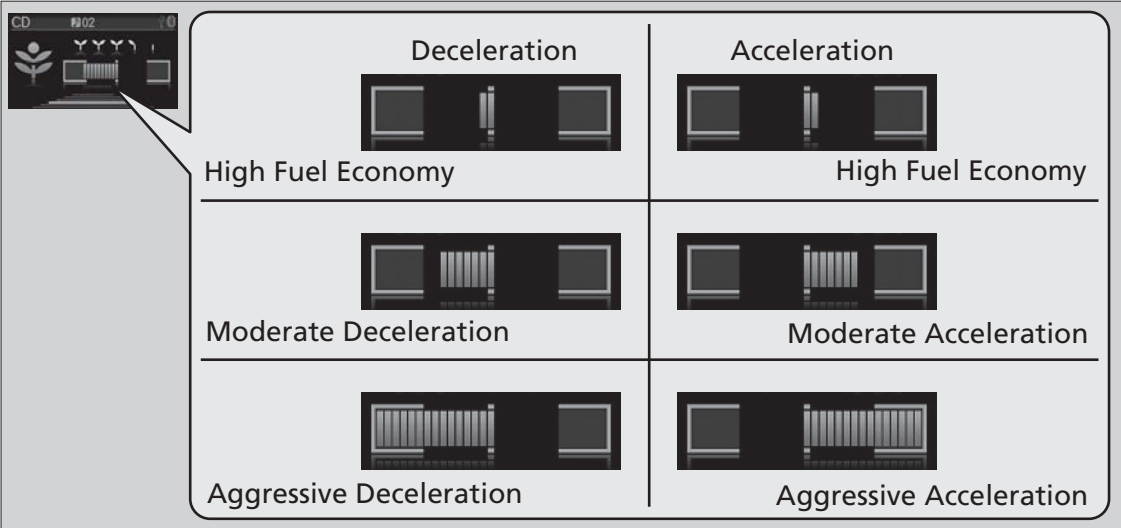 CD 02
Deceleration Acceleration
High Fuel Economy High Fuel Economy
Moderate Deceleration Moderate Acceleration
Aggressive Deceleration Aggressive Acceleration